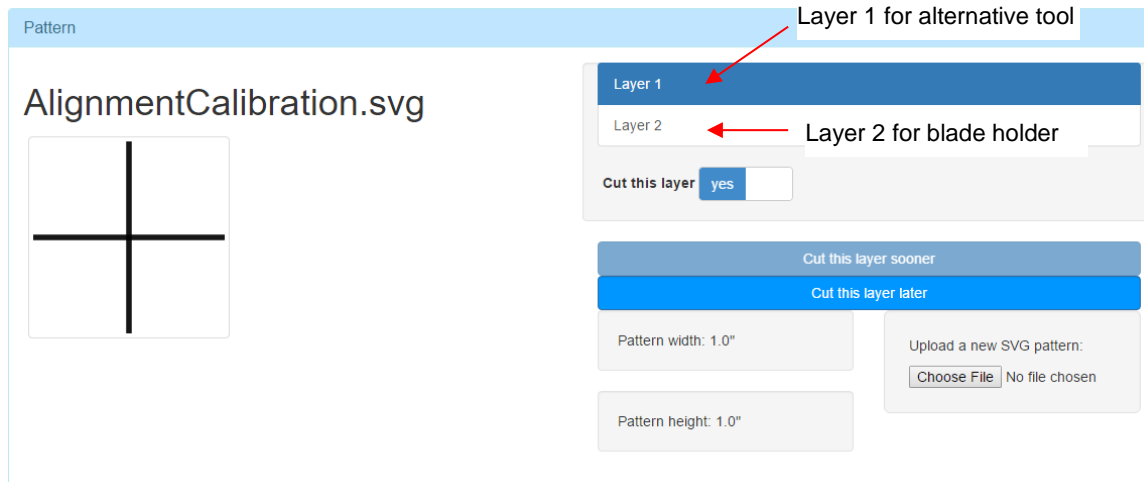 Layer 1 for alternative tool
Pattern
AlignmentCalibration.svg
Layer 1
Layer 2
Layer 2 for blade holder
Cut this layer yes
Cut this layer sooner
Cut this layer later
Pattern width: 1.0"
Upload a new SVG pattern:
Choose File No file chosen
Pattern height: 1.0"